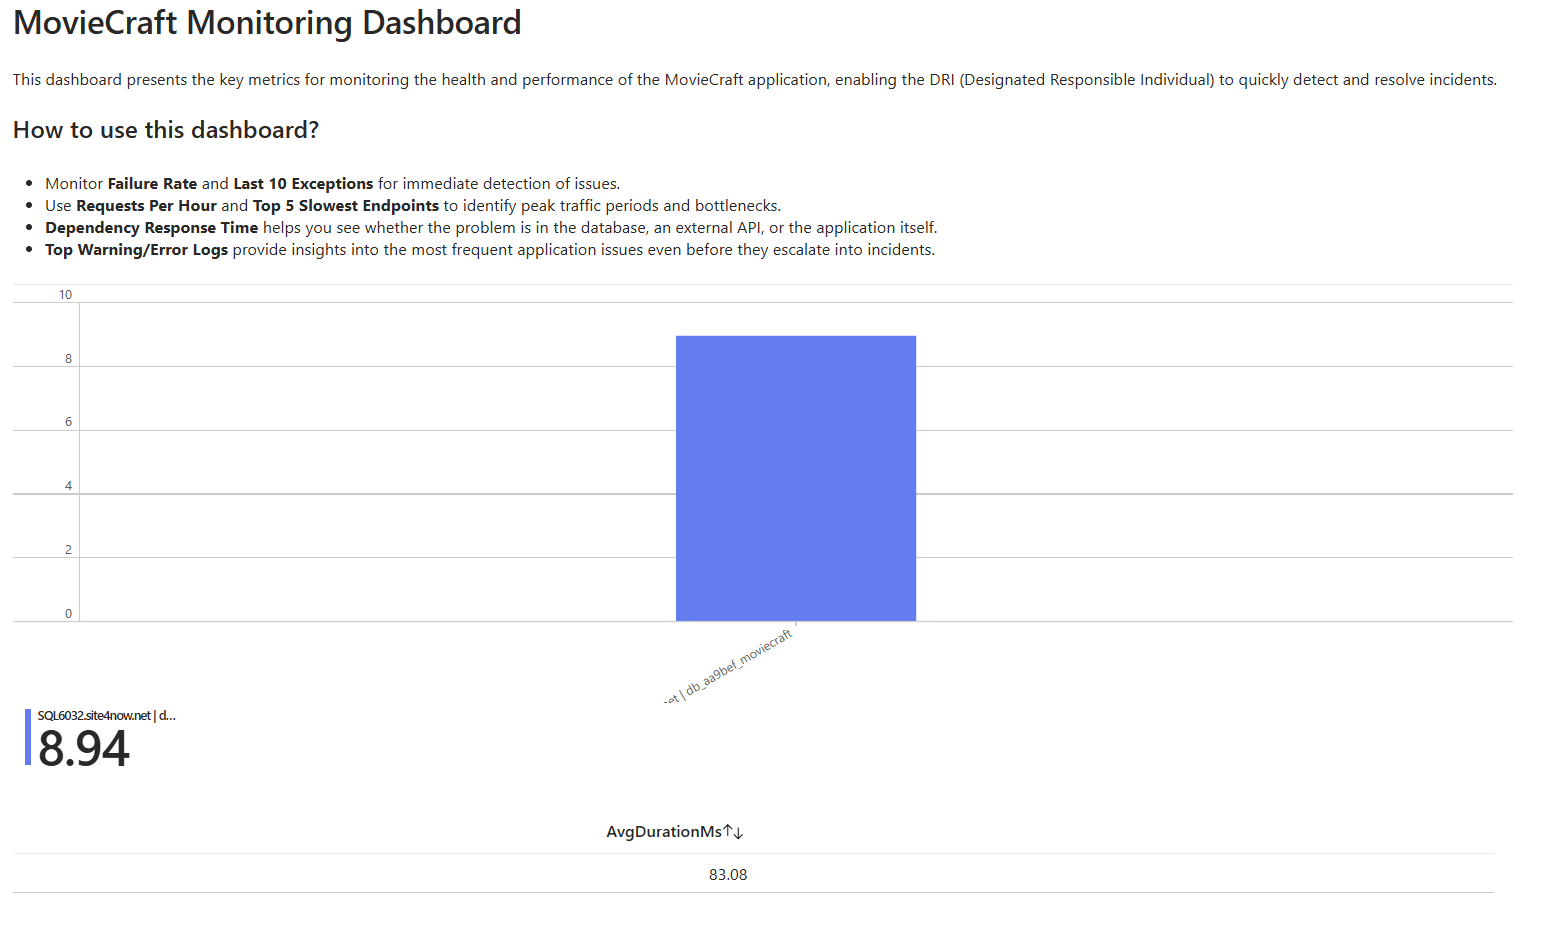 MovieCraft Monitoring Dashboard
This dashboard presents the key metrics for monitoring the health and performance of the MovieCraft application, enabling the DRI (Designated Responsible Individual) to quickly detect and resolve incidents.
How to use this dashboard?
Monitor Failure Rate and Last 10 Exceptions for immediate detection of issues.
Use Requests Per Hour and Top 5 Slowest Endpoints to identify peak traffic periods and bottlenecks.
Dependency Response Time helps you see whether the problem is in the database, an external API, or the application itself.
Top Warning/Error Logs provide insights into the most frequent application issues even before they escalate into incidents.
10
8
6
4
2
0
| db_aa9bef_moviecraft
SQL6032.site4now.net | d...
8.94
AvgDurationMs↑↓
83.08